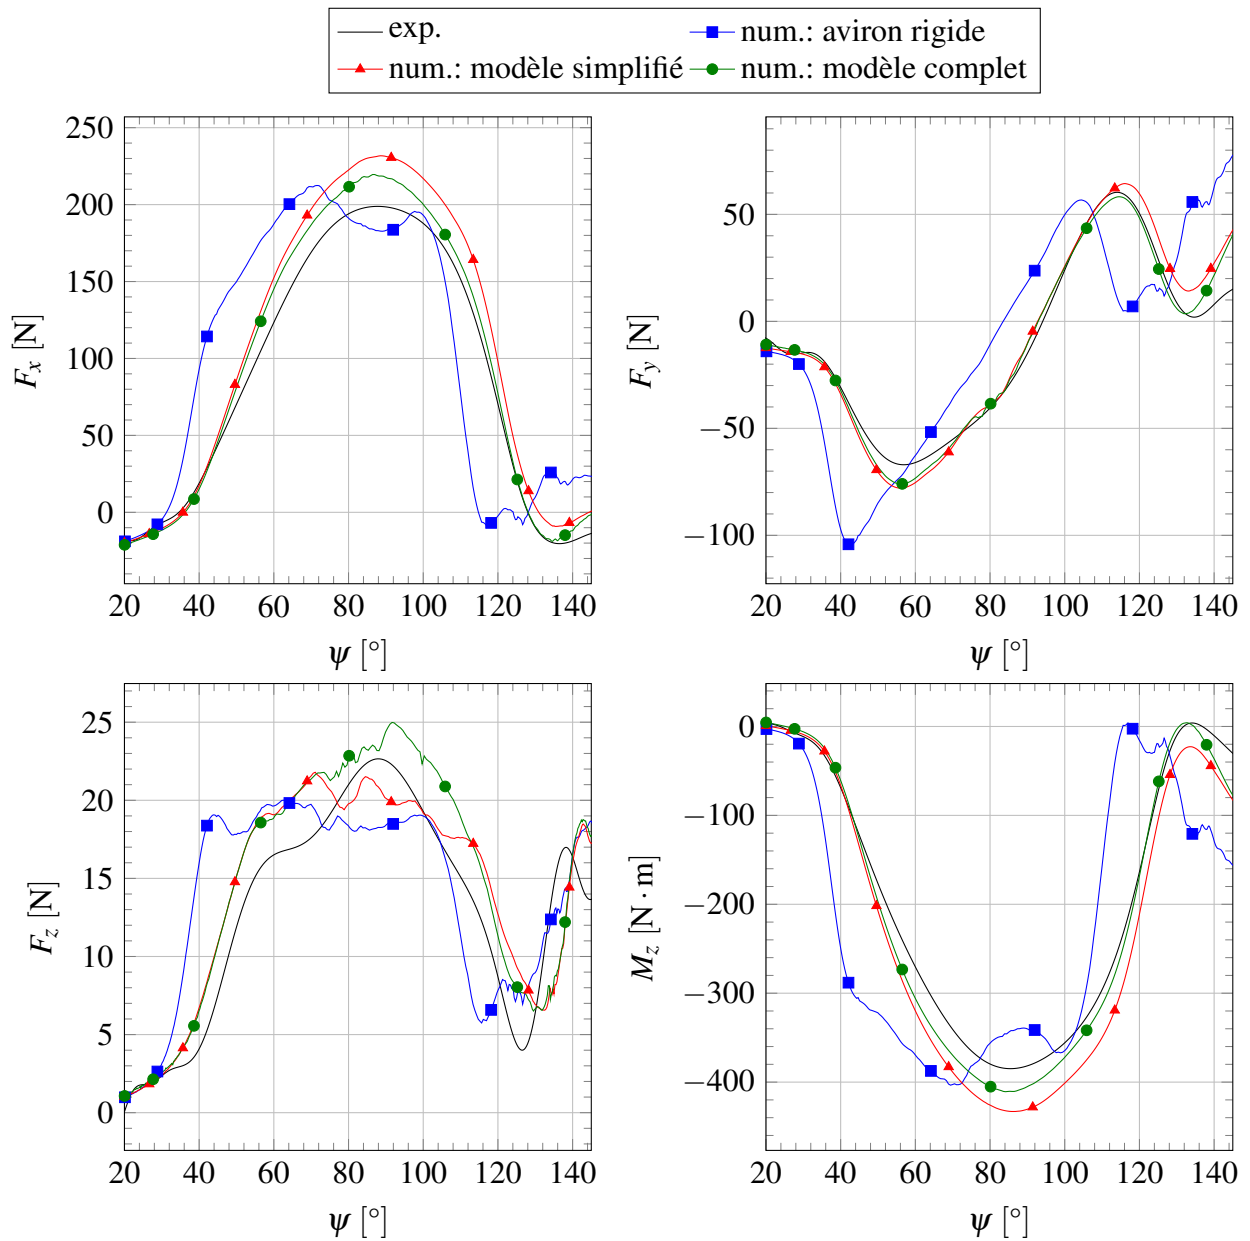 exp. num.: aviron rigide
num.: modèle simplifié num.: modèle complet
250
200
150
100
50
0
F_x [N]
20 40 60 80 100 120 140
ψ [°]
50
0
−50
−100
F_y [N]
20 40 60 80 100 120 140
ψ [°]
25
20
15
10
5
0
F_z [N]
20 40 60 80 100 120 140
ψ [°]
0
−100
−200
−300
−400
M_z [N·m]
20 40 60 80 100 120 140
ψ [°]